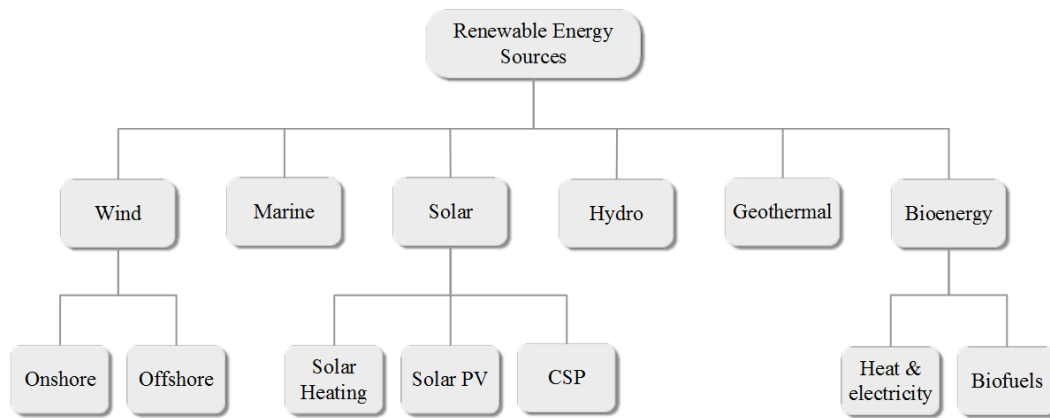 Renewable Energy
Sources
Wind
Marine
Solar
Hydro
Geothermal
Bioenergy
Onshore
Offshore
Solar
Heating
Solar PV
CSP
Heat &
electricity
Biofuels